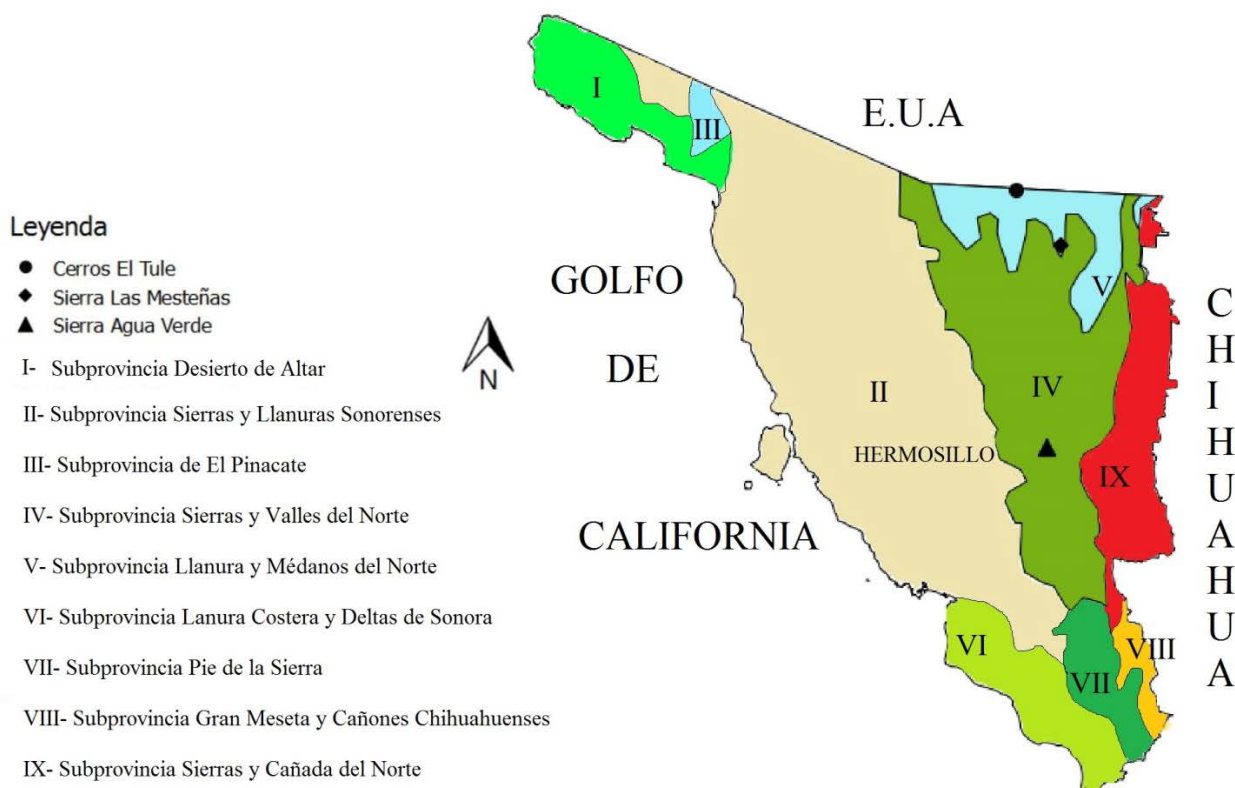 Leyenda
Cerros El Tule
Sierra Las Mesteñas
Sierra Agua Verde
I- Subprovincia Desierto de Altar
II- Subprovincia Sierras y Llanuras Sonorenses
III- Subprovincia de El Pinacate
IV- Subprovincia Sierras y Valles del Norte
V- Subprovincia Llanura y Médanos del Norte
VI- Subprovincia Lanura Costera y Deltas de Sonora
VII- Subprovincia Pie de la Sierra
VIII- Subprovincia Gran Meseta y Cañones Chihuahuenses
IX- Subprovincia Sierras y Cañada del Norte
N
E.U.A
GOLFO
DE
CALIFORNIA
CHIHUAHUA
I
III
II
HERMOSILLO
IV
V
IX
VI
VII
VIII